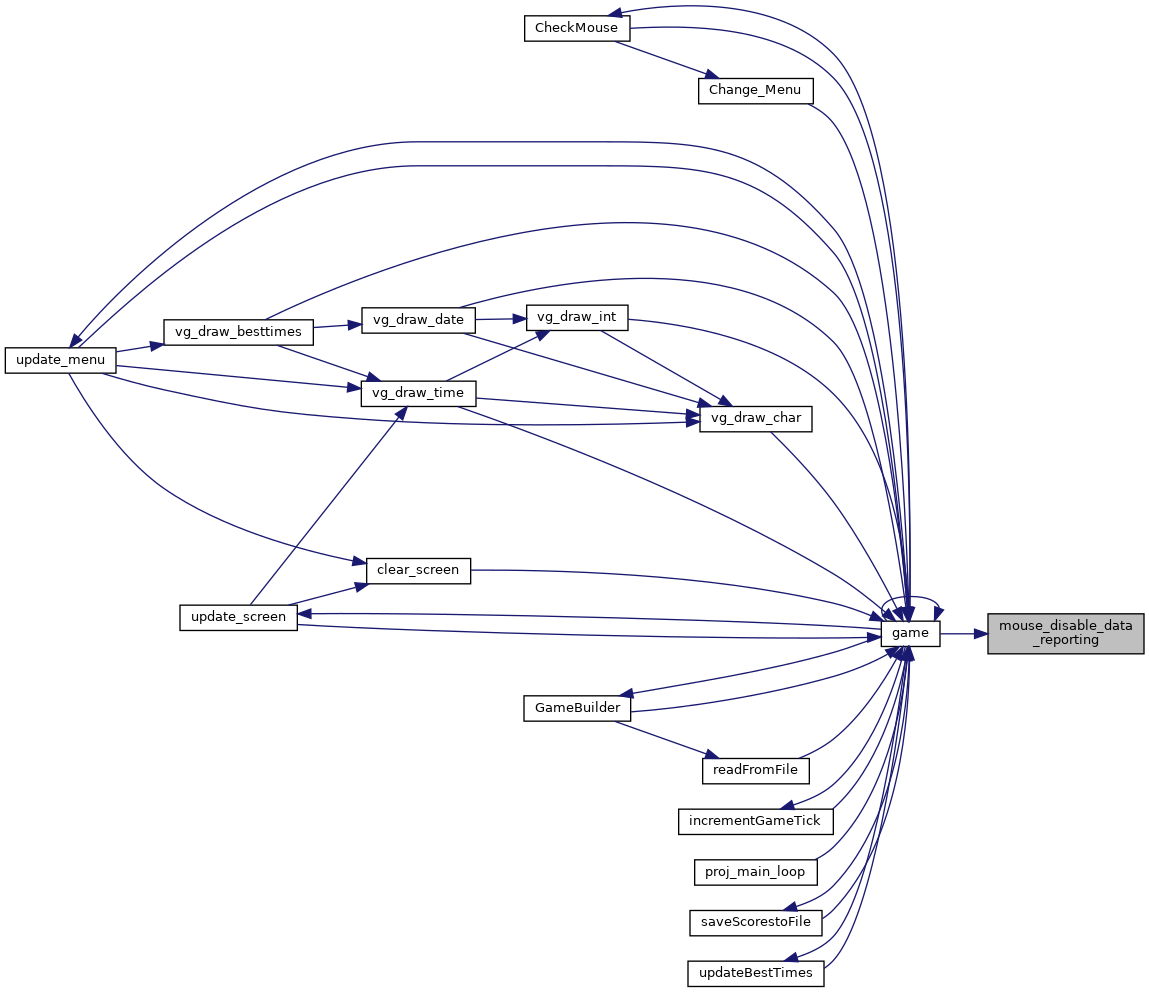 CheckMouse
Change_Menu
vg_draw_date
vg_draw_int
vg_draw_besttimes
update_menu
vg_draw_time
vg_draw_char
clear_screen
update_screen
game
mouse_disable_data
_reporting
GameBuilder
readFromFile
incrementGameTick
proj_main_loop
saveScorestoFile
updateBestTimes